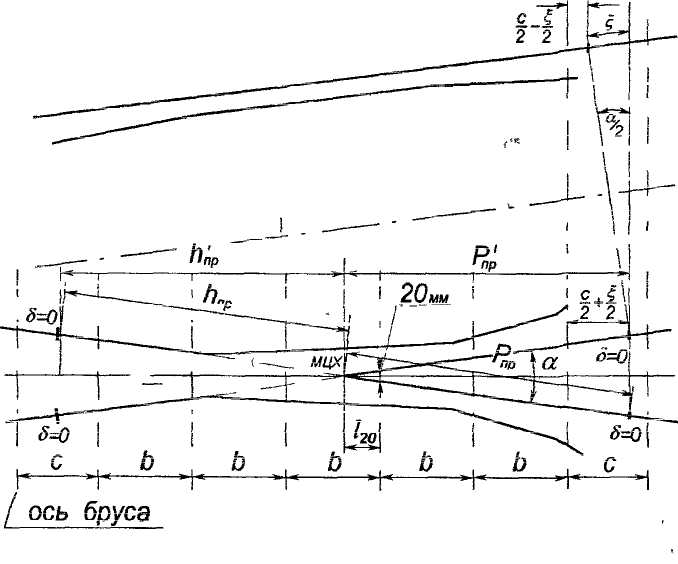 c/2 - ξ/2
ξ
α/2
h'пр
P'пр
hпр
20мм
c/2 + ξ/2
δ=0
мцх
Pпр
α
δ=0
δ=0
l₂₀
δ=0
c b b b b b c
ось бруса